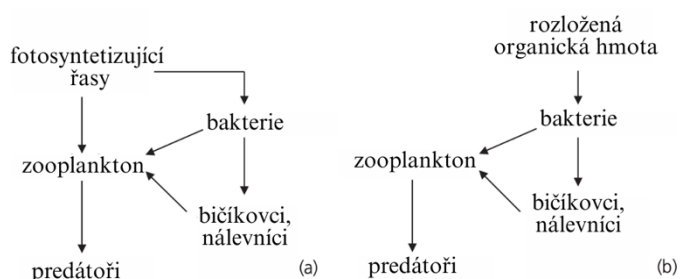 fotosyntetizující
řasy
bakterie
zooplankton
bičíkovci,
nálevníci
predátoři
(a)
rozložená
organická hmota
bakterie
zooplankton
bičíkovci,
nálevníci
predátoři
(b)